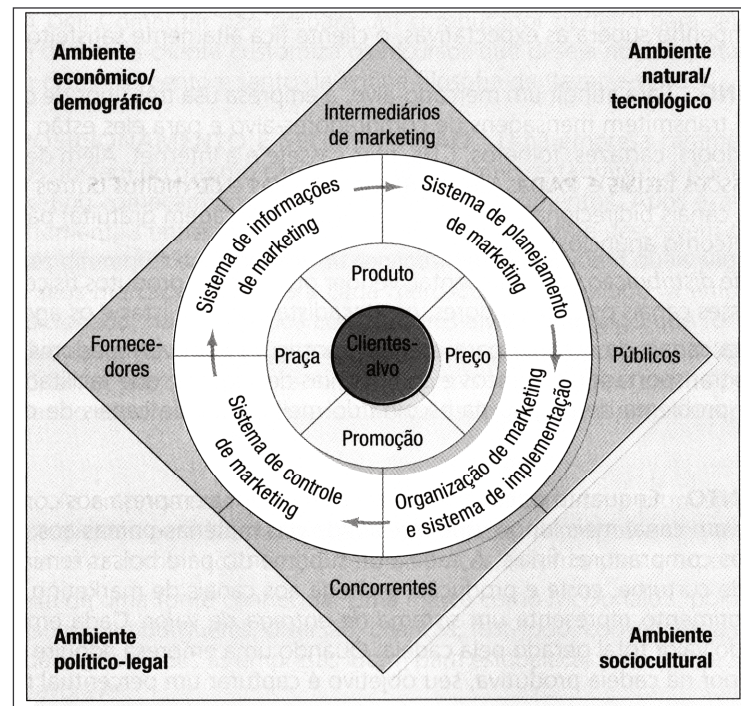 Ambiente
econômico/
demográfico
Ambiente
natural/
tecnológico
Intermediários
de marketing
Sistema de informações
de marketing
Sistema de planejamento
de marketing
Produto
Fornece-
dores
Praça
Clientes-
alvo
Preço
Públicos
Promoção
Sistema de controle
de marketing
Organização de marketing
e sistema de implementação
Concorrentes
Ambiente
político-legal
Ambiente
sociocultural